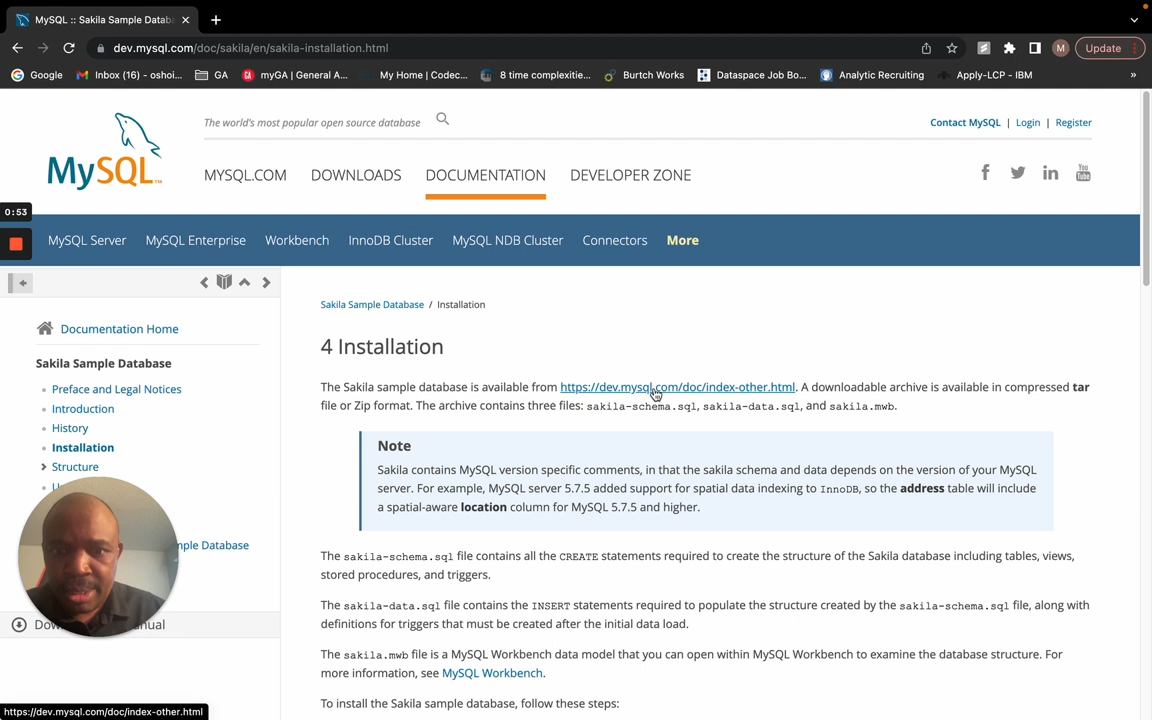 MySQL :: Sakila Sample Databa
dev.mysql.com/doc/sakila/en/sakila-installation.html
M
Update
Google
Inbox (16) - oshoi...
GA
myGA | General A...
My Home | Codec...
8 time complexitie...
Burtch Works
Dataspace Job Bo...
Analytic Recruiting
Apply-LCP - IBM
»
MySQL™
The world's most popular open source database
Contact MySQL | Login | Register
MYSQL.COM
DOWNLOADS
DOCUMENTATION
DEVELOPER ZONE
f
in
You Tube
0:53
MySQL Server
MySQL Enterprise
Workbench
InnoDB Cluster
MySQL NDB Cluster
Connectors
More
Documentation Home
Sakila Sample Database
Preface and Legal Notices
Introduction
History
Installation
Structure
U
mple Database
Dow
nual
Sakila Sample Database / Installation
4 Installation
The Sakila sample database is available from https://dev.mysql.com/doc/index-other.html. A downloadable archive is available in compressed tar
file or Zip format. The archive contains three files: sakila-schema.sql, sakila-data.sql, and sakila.mwb.
Note
Sakila contains MySQL version specific comments, in that the sakila schema and data depends on the version of your MySQL
server. For example, MySQL server 5.7.5 added support for spatial data indexing to InnoDB, so the address table will include
a spatial-aware location column for MySQL 5.7.5 and higher.
The sakila-schema.sql file contains all the CREATE statements required to create the structure of the Sakila database including tables, views,
stored procedures, and triggers.
The sakila-data.sql file contains the INSERT statements required to populate the structure created by the sakila-schema.sql file, along with
definitions for triggers that must be created after the initial data load.
The sakila.mwb file is a MySQL Workbench data model that you can open within MySQL Workbench to examine the database structure. For
more information, see MySQL Workbench.
To install the Sakila sample database, follow these steps:
https://dev.mysql.com/doc/index-other.html